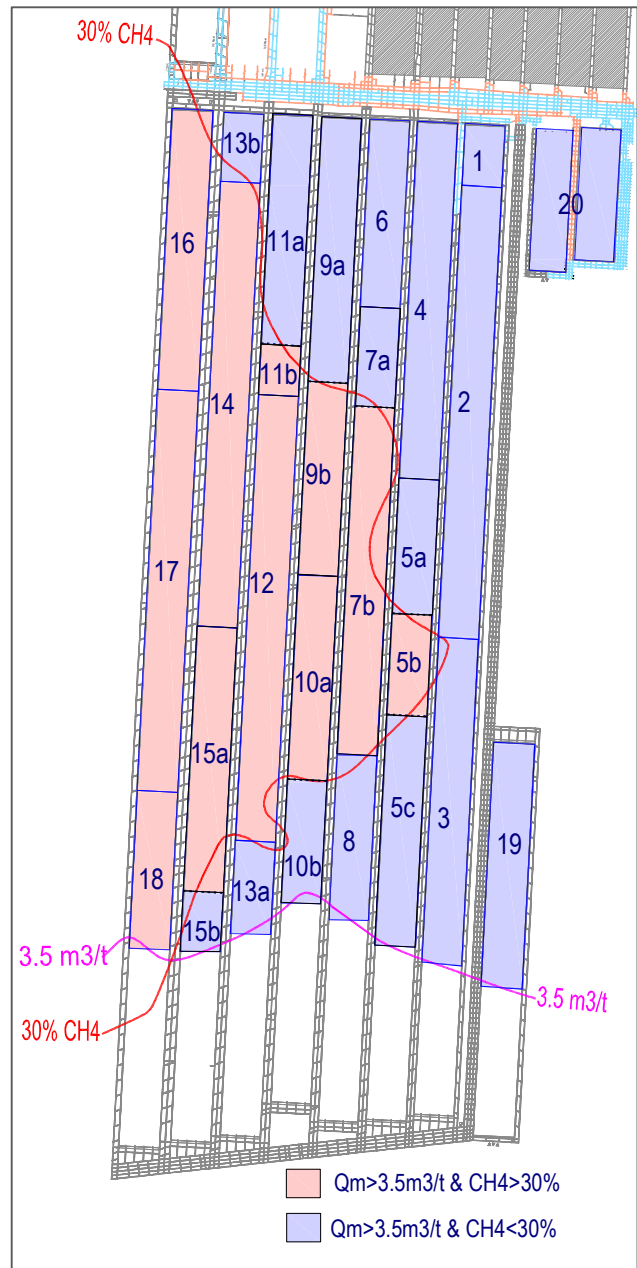 30% CH4
13b
1
20
6
16
11a
9a
4
7a
11b
2
14
9b
5a
17
12
7b
5b
10a
15a
5c
3
8
19
18
10b
13a
15b
3.5 m3/t
3.5 m3/t
30% CH4
Qm>3.5m3/t & CH4>30%
Qm>3.5m3/t & CH4<30%